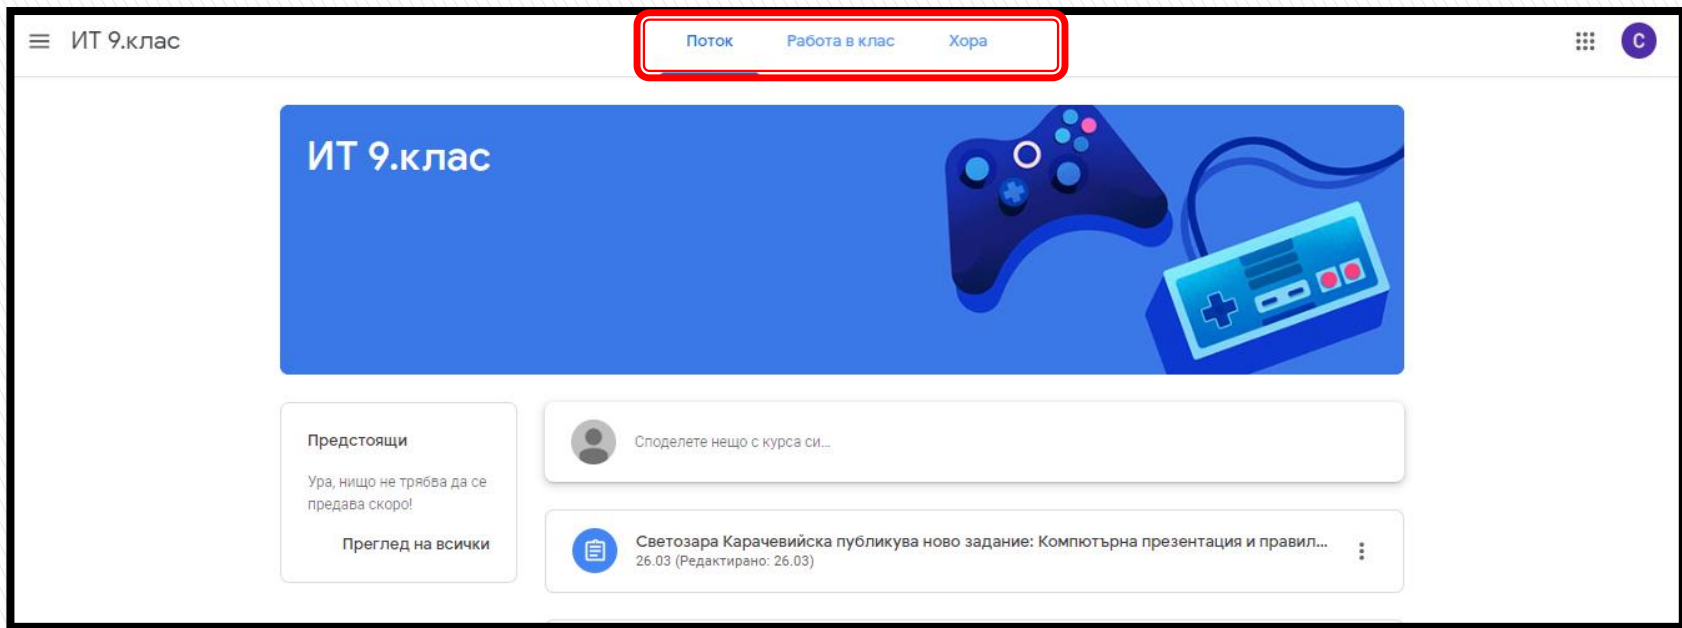 ИТ 9.клас
Поток
Работа в клас
Хора
С
ИТ 9.клас
Предстоящи
Ура, нищо не трябва да се
предава скоро!
Преглед на всички
Споделете нещо с курса си...
Светозара Карачевийска публикува ново задание: Компютърна презентация и правил...
26.03 (Редактирано: 26.03)